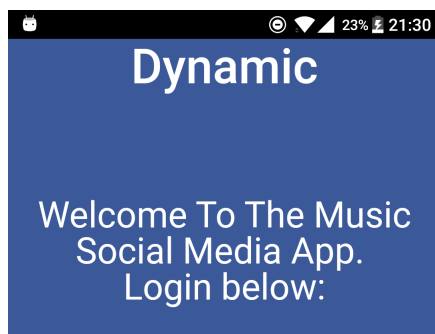 23% 21:30
Dynamic
Welcome To The Music
Social Media App.
Login below: